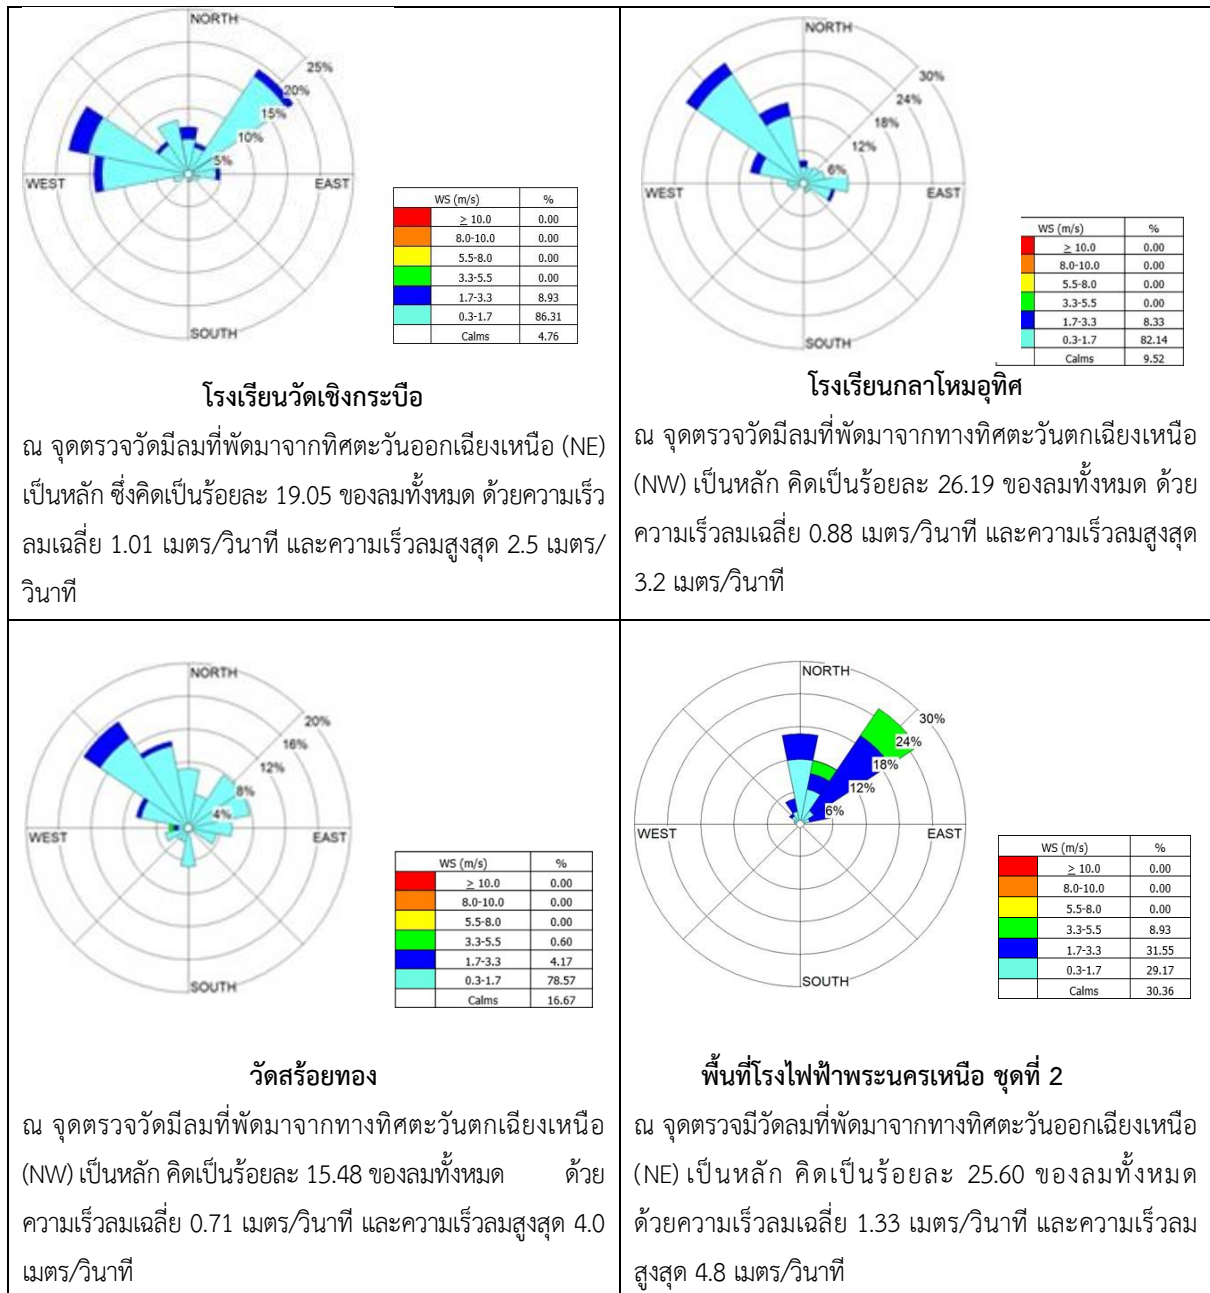 NORTH
25%
20%
15%
10%
5%
WEST
EAST
SOUTH
WS (m/s) %
≥ 10.0 0.00
8.0-10.0 0.00
5.5-8.0 0.00
3.3-5.5 0.00
1.7-3.3 8.93
0.3-1.7 86.31
Calms 4.76
โรงเรียนวัดเชิงกระบือ
ณ จุดตรวจวัดมีลมที่พัดมาจากทิศตะวันออกเฉียงเหนือ (NE)
เป็นหลัก ซึ่งคิดเป็นร้อยละ 19.05 ของลมทั้งหมด ด้วยความเร็ว
ลมเฉลี่ย 1.01 เมตร/วินาที และความเร็วลมสูงสุด 2.5 เมตร/
วินาที
NORTH
30%
24%
18%
12%
6%
WEST
EAST
SOUTH
WS (m/s) %
≥ 10.0 0.00
8.0-10.0 0.00
5.5-8.0 0.00
3.3-5.5 0.00
1.7-3.3 8.33
0.3-1.7 82.14
Calms 9.52
โรงเรียนกลาโหมอุทิศ
ณ จุดตรวจวัดมีลมที่พัดมาจากทางทิศตะวันตกเฉียงเหนือ
(NW) เป็นหลัก คิดเป็นร้อยละ 26.19 ของลมทั้งหมด ด้วย
ความเร็วลมเฉลี่ย 0.88 เมตร/วินาที และความเร็วลมสูงสุด
3.2 เมตร/วินาที
NORTH
20%
16%
12%
8%
4%
WEST
EAST
SOUTH
WS (m/s) %
≥ 10.0 0.00
8.0-10.0 0.00
5.5-8.0 0.00
3.3-5.5 0.60
1.7-3.3 4.17
0.3-1.7 78.57
Calms 16.67
วัดสร้อยทอง
ณ จุดตรวจวัดมีลมที่พัดมาจากทางทิศตะวันตกเฉียงเหนือ
(NW) เป็นหลัก คิดเป็นร้อยละ 15.48 ของลมทั้งหมด ด้วย
ความเร็วลมเฉลี่ย 0.71 เมตร/วินาที และความเร็วลมสูงสุด 4.0
เมตร/วินาที
NORTH
30%
24%
18%
12%
6%
WEST
EAST
SOUTH
WS (m/s) %
≥ 10.0 0.00
8.0-10.0 0.00
5.5-8.0 0.00
3.3-5.5 8.93
1.7-3.3 31.55
0.3-1.7 29.17
Calms 30.36
พื้นที่โรงไฟฟ้าพระนครเหนือ ชุดที่ 2
ณ จุดตรวจมีวัดลมที่พัดมาจากทางทิศตะวันออกเฉียงเหนือ
(NE) เป็นหลัก คิดเป็นร้อยละ 25.60 ของลมทั้งหมด
ด้วยความเร็วลมเฉลี่ย 1.33 เมตร/วินาที และความเร็วลม
สูงสุด 4.8 เมตร/วินาที